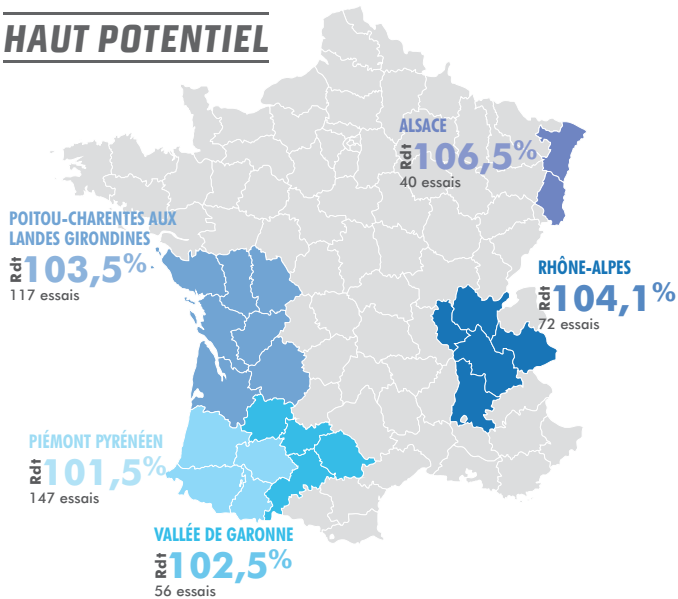 HAUT POTENTIEL
ALSACE
Rdt 106,5%
40 essais
POITOU-CHARENTES AUX
LANDES GIRONDINES
Rdt 103,5%
117 essais
RHÔNE-ALPES
Rdt 104,1%
72 essais
PIÉMONT PYRÉNÉEN
Rdt 101,5%
147 essais
VALLÉE DE GARONNE
Rdt 102,5%
56 essais